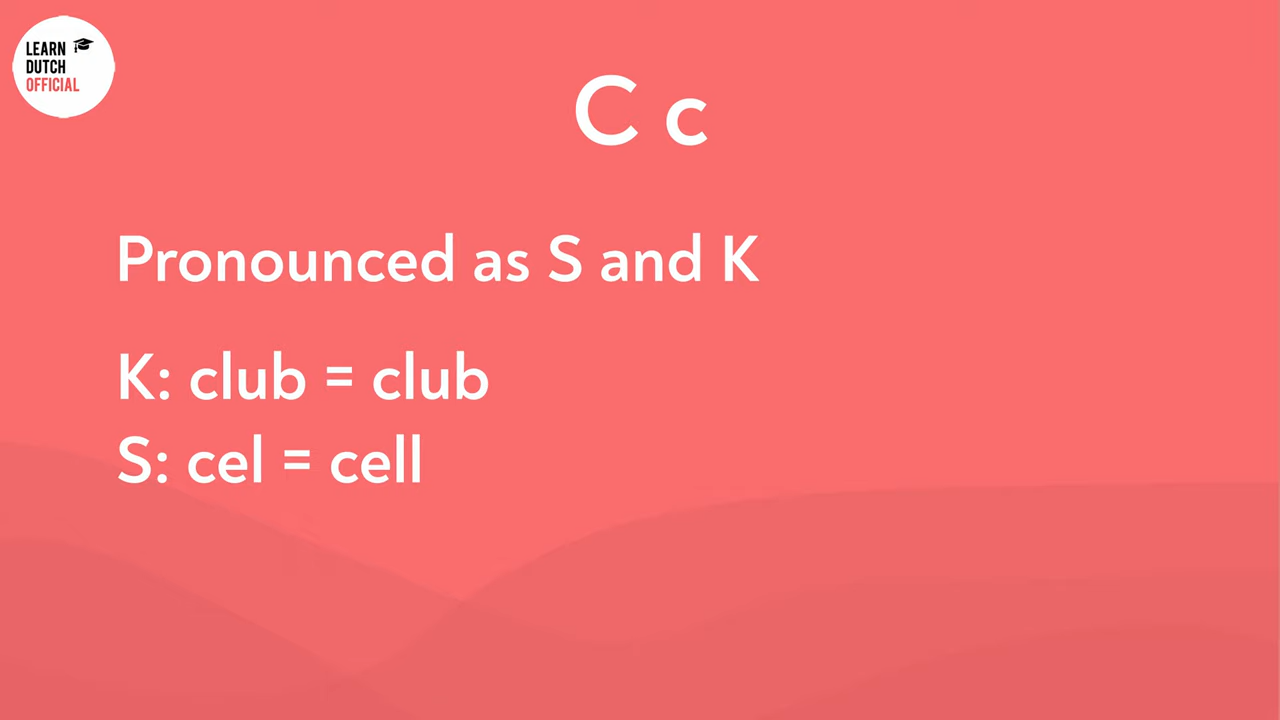 LEARN
DUTCH
OFFICIAL
C c
Pronounced as S and K
K: club = club
S: cel = cell